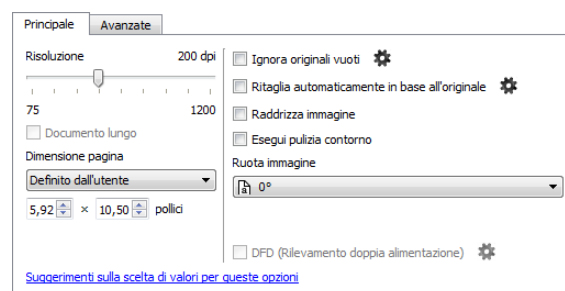 Principale Avanzate
Risoluzione 200 dpi
75 1200
Documento lungo
Dimensione pagina
Definito dall'utente
5,92 × 10,50 pollici
Ignora originali vuoti
Ritaglia automaticamente in base all'originale
Raddrizza immagine
Esegui pulizia contorno
Ruota immagine
a 0°
DFD (Rilevamento doppia alimentazione)
Suggerimenti sulla scelta di valori per queste opzioni